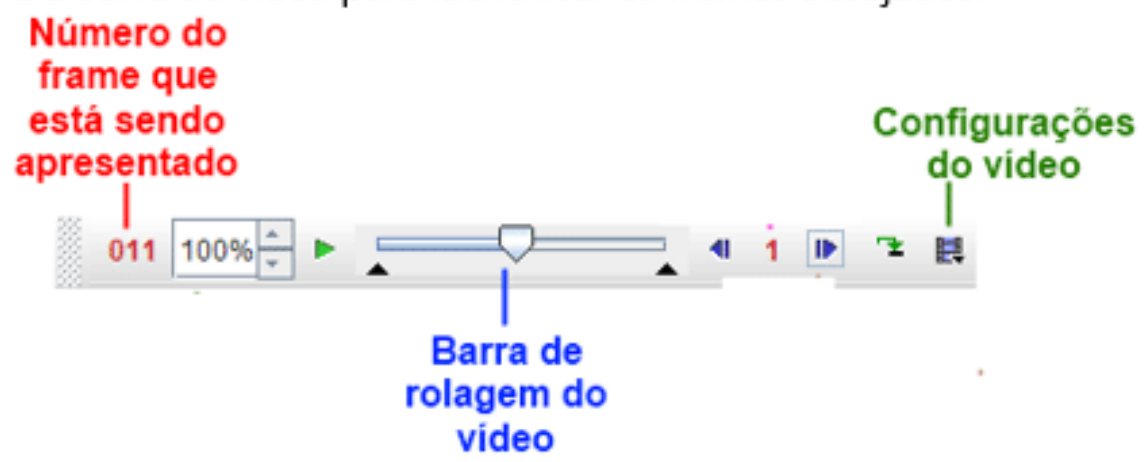 Número do
frame que
está sendo
apresentado
Configurações
do vídeo
011 100% 1
Barra de
rolagem do
vídeo